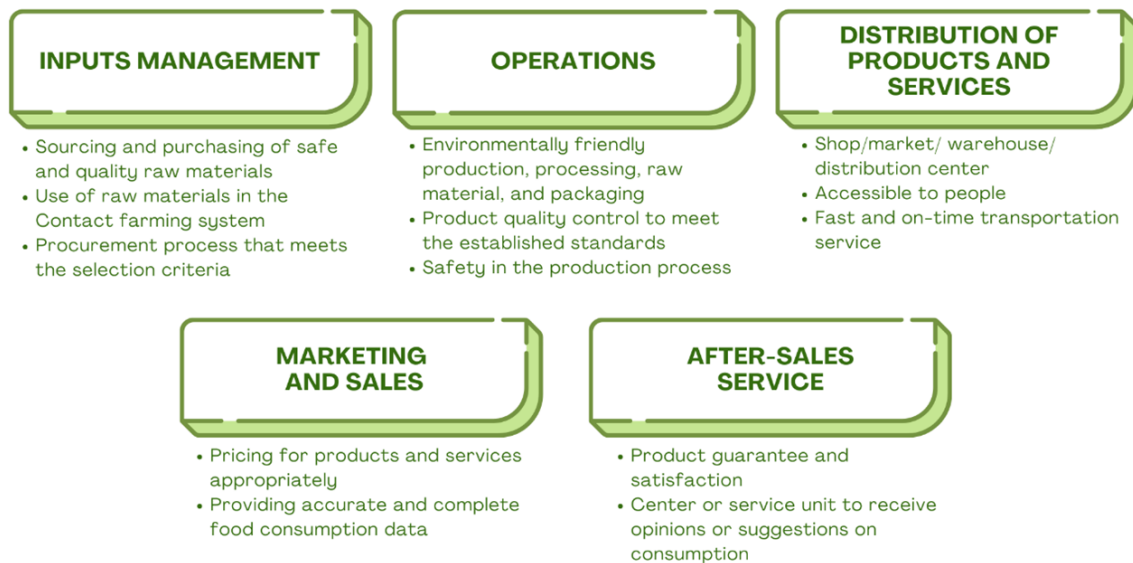 INPUTS MANAGEMENT
• Sourcing and purchasing of safe
and quality raw materials
• Use of raw materials in the
Contact farming system
• Procurement process that meets
the selection criteria
OPERATIONS
• Environmentally friendly
production, processing, raw
material, and packaging
• Product quality control to meet
the established standards
• Safety in the production process
DISTRIBUTION OF
PRODUCTS AND
SERVICES
• Shop/market/ warehouse/
distribution center
• Accessible to people
• Fast and on-time transportation
service
MARKETING
AND SALES
• Pricing for products and services
appropriately
• Providing accurate and complete
food consumption data
AFTER-SALES
SERVICE
• Product guarantee and
satisfaction
• Center or service unit to receive
opinions or suggestions on
consumption